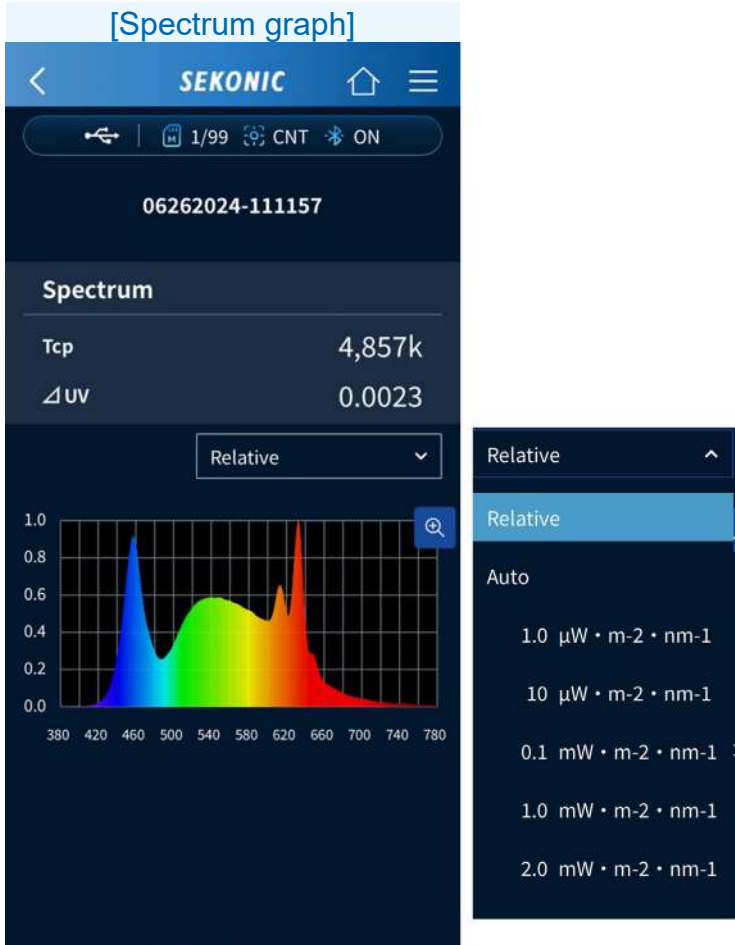 [Spectrum graph]
SEKONIC
1/99 CNT ON
06262024-111157
Spectrum
Tcp 4,857k
⊿UV 0.0023
Relative
1.0
0.8
0.6
0.4
0.2
0.0
380 420 460 500 540 580 620 660 700 740 780
Relative
Relative
Auto
1.0 μW・m-2・nm-1
10 μW・m-2・nm-1
0.1 mW・m-2・nm-1
1.0 mW・m-2・nm-1
2.0 mW・m-2・nm-1